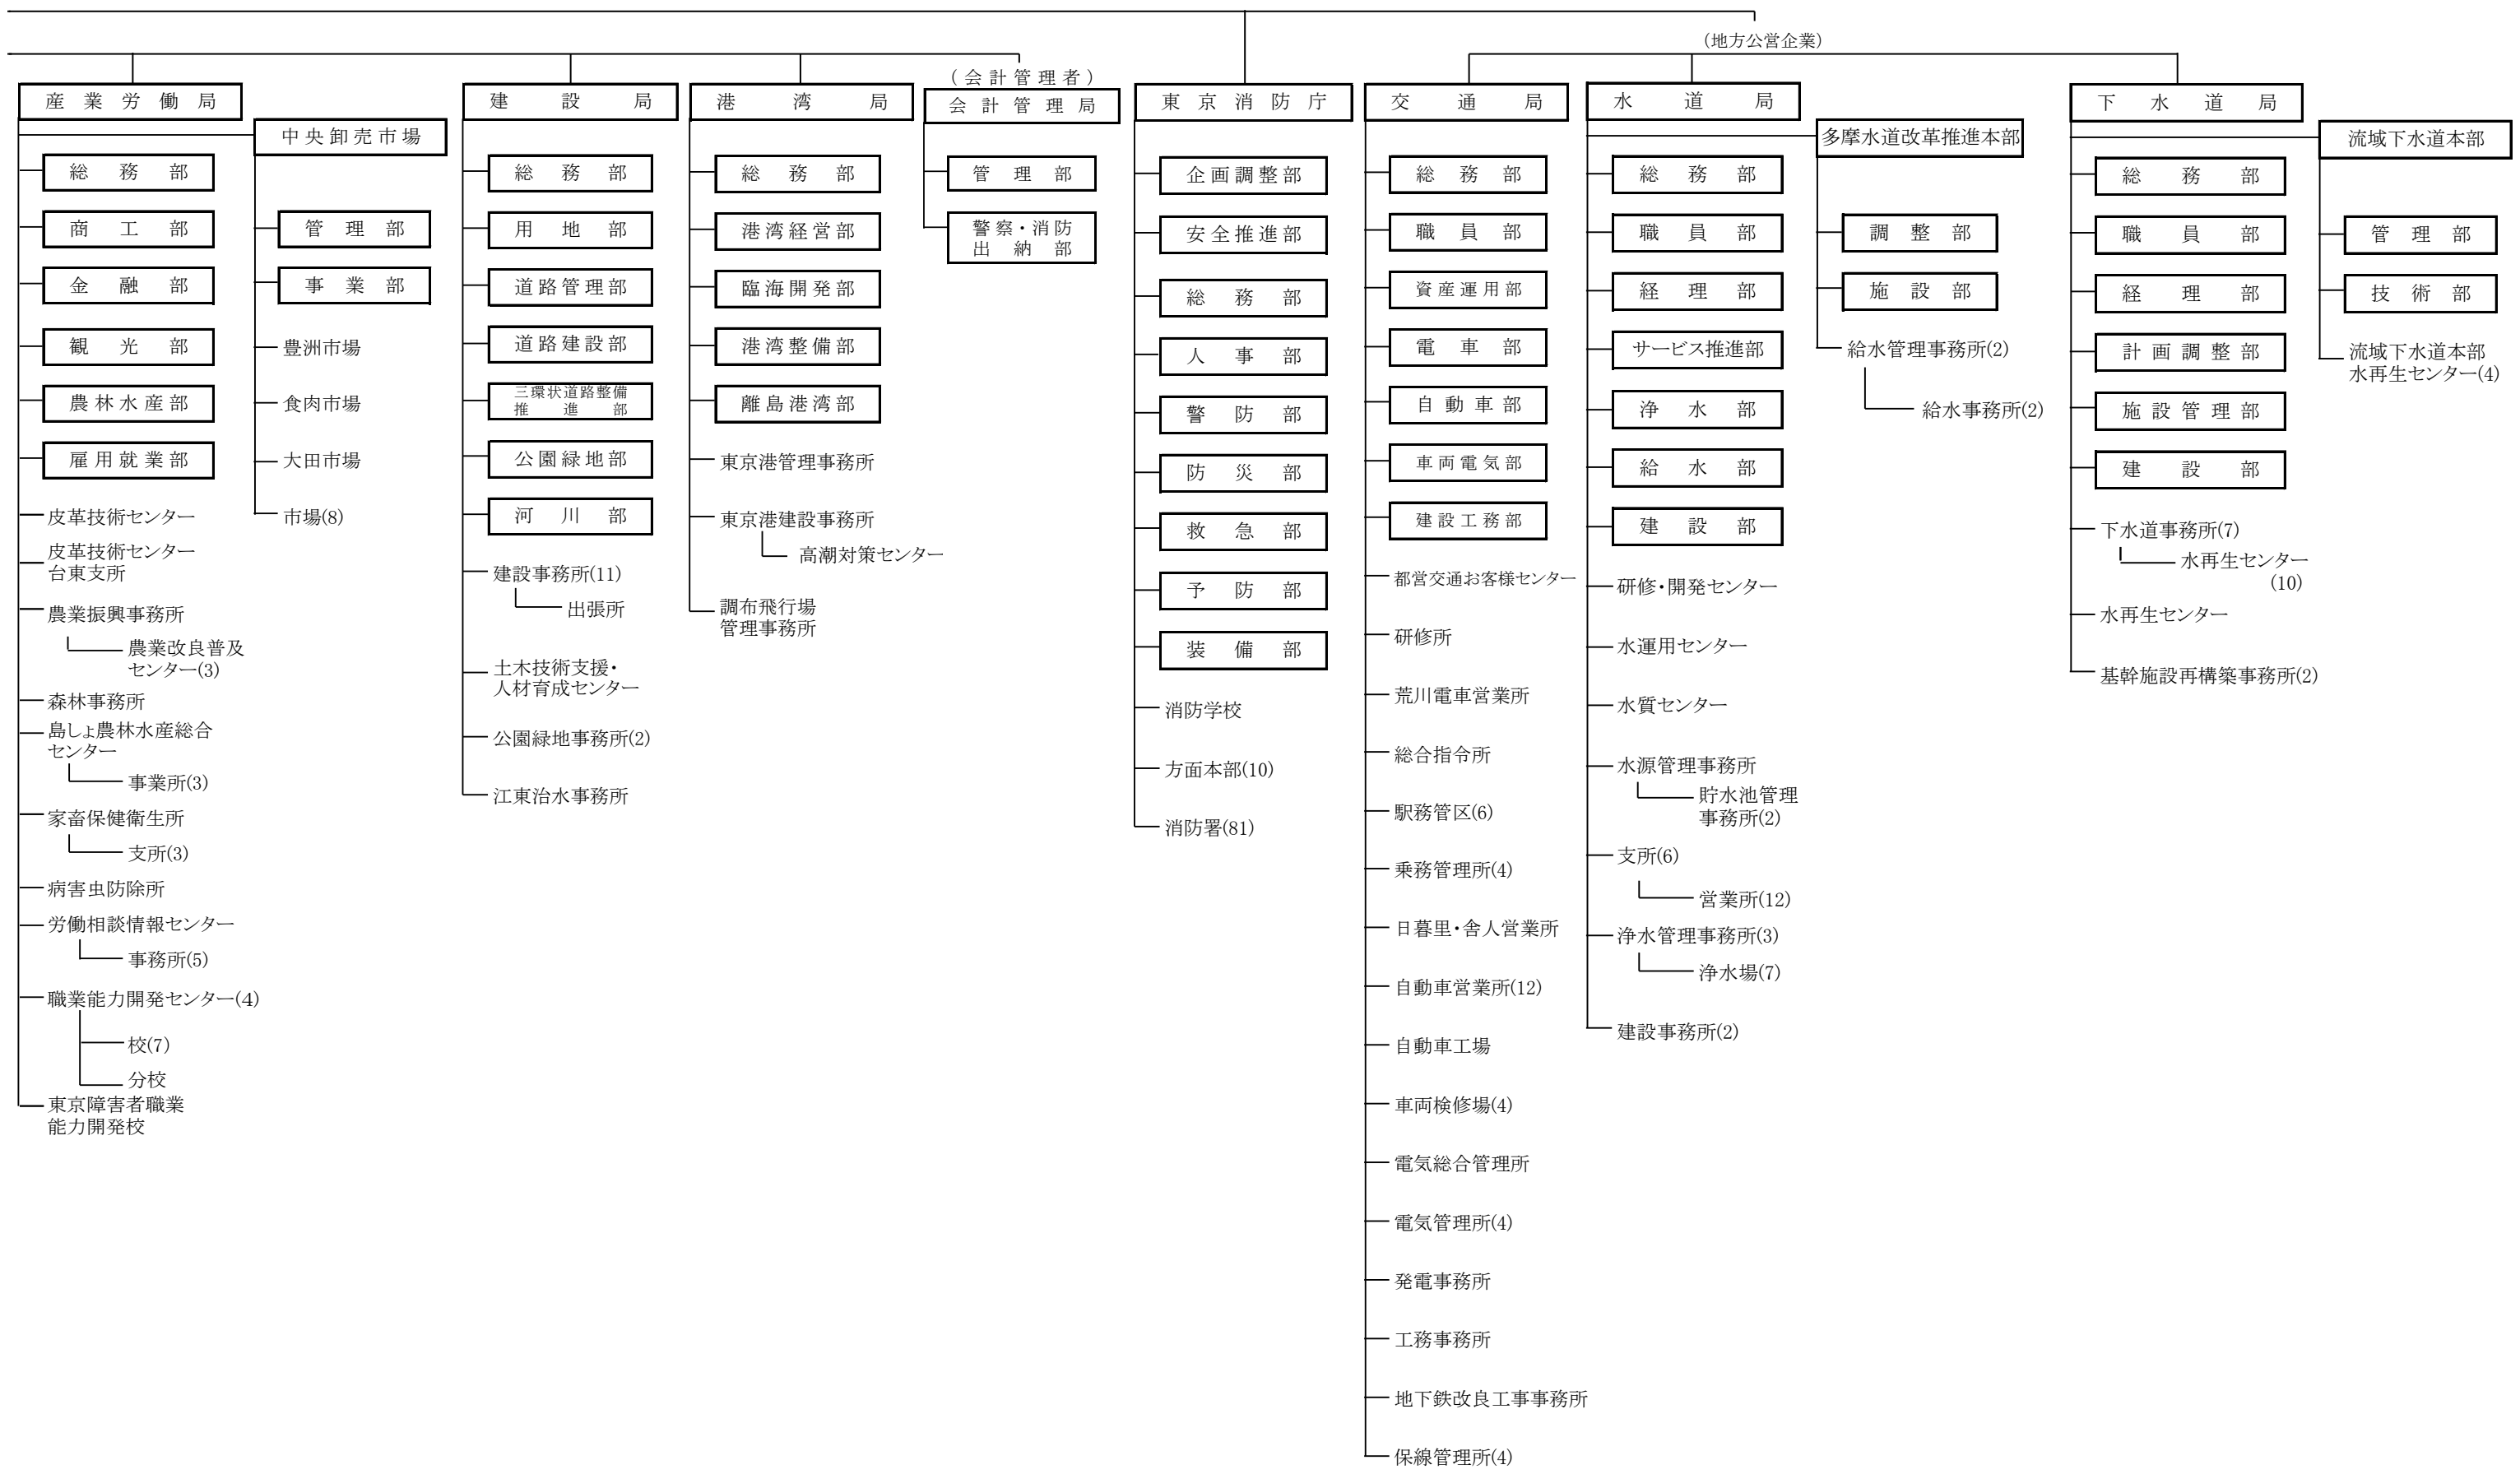 (地方公営企業)
産業労働局
中央卸売市場
総務部
商工部
金融部
観光部
農林水産部
雇用就業部
皮革技術センター
皮革技術センター
台東支所
農業振興事務所
農業改良普及
センター(3)
森林事務所
島しょ農林水産総合
センター
事業所(3)
家畜保健衛生所
支所(3)
病害虫防除所
労働相談情報センター
事務所(5)
職業能力開発センター(4)
校(7)
分校
東京障害者職業
能力開発校
管理部
事業部
豊洲市場
食肉市場
大田市場
市場(8)
建設局
総務部
用地部
道路管理部
道路建設部
三環状道路整備
推進部
公園緑地部
河川部
建設事務所(11)
出張所
土木技術支援・
人材育成センター
公園緑地事務所(2)
江東治水事務所
港湾局
総務部
港湾経営部
臨海開発部
港湾整備部
離島港湾部
東京港管理事務所
東京港建設事務所
高潮対策センター
調布飛行場
管理事務所
(会計管理者)
会計管理局
管理部
警察・消防
出納部
東京消防庁
企画調整部
安全推進部
総務部
人事部
警防部
防災部
救急部
予防部
装備部
消防学校
方面本部(10)
消防署(81)
交通局
総務部
職員部
資産運用部
電車部
自動車部
車両電気部
建設工務部
都営交通お客様センター
研修所
荒川電車営業所
総合指令所
駅務管区(6)
乗務管理所(4)
日暮里・舎人営業所
自動車営業所(12)
自動車工場
車両検修場(4)
電気総合管理所
電気管理所(4)
発電事務所
工務事務所
地下鉄改良工事事務所
保線管理所(4)
水道局
多摩水道改革推進本部
総務部
職員部
経理部
サービス推進部
浄水部
給水部
建設部
研修・開発センター
水運用センター
水質センター
水源管理事務所
貯水池管理
事務所(2)
支所(6)
営業所(12)
浄水管理事務所(3)
浄水場(7)
建設事務所(2)
調整部
施設部
給水管理事務所(2)
給水事務所(2)
下水道局
流域下水道本部
総務部
職員部
経理部
計画調整部
施設管理部
建設部
下水道事務所(7)
水再生センター
(10)
水再生センター
基幹施設再構築事務所(2)
管理部
技術部
流域下水道本部
水再生センター(4)